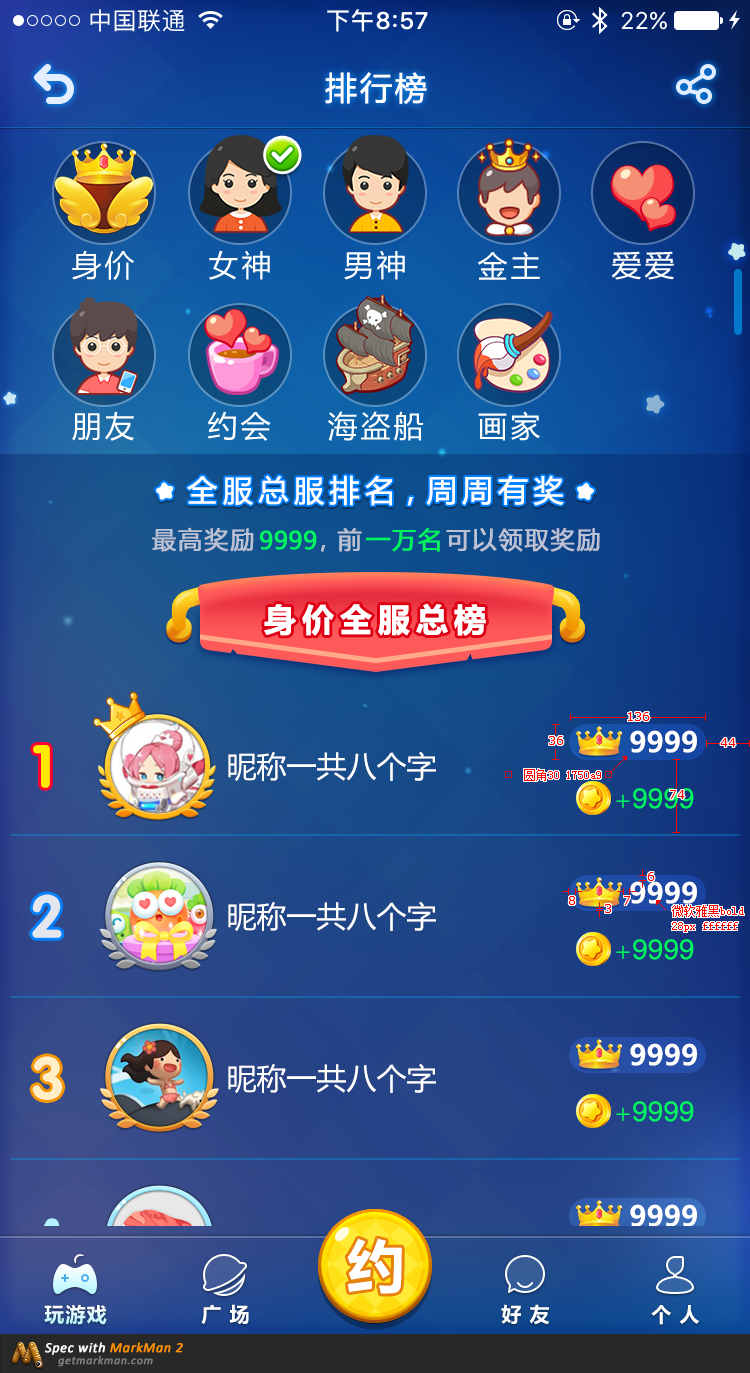 中国联通 下午8:57 22%
排行榜
身价 女神 男神 金主 爱爱
朋友 约会 海盗船 画家
全服总服排名,周周有奖
最高奖励9999,前一万名可以领取奖励
身价全服总榜
136
1 昵称一共八个字 36 9999 44
圆角30 1750a9
+9999 74
6
2 昵称一共八个字 8 3 7 9999
微软雅黑bold
28px ffffff
+9999
3 昵称一共八个字 9999
+9999
9999
约
玩游戏 广场 好友 个人
Spec with MarkMan 2
getmarkman.com